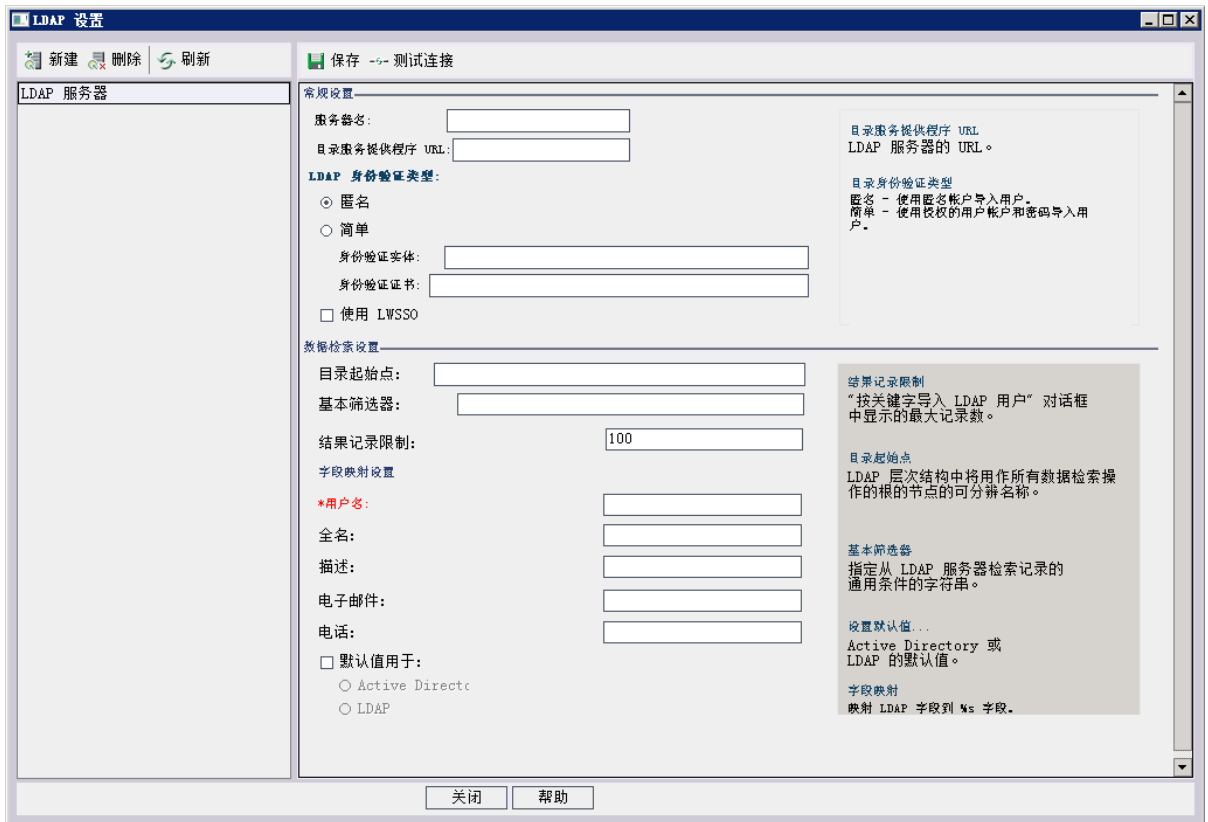 LDAP 设置
新建 删除 刷新
LDAP 服务器
保存 测试连接
常规设置
服务器名:
目录服务提供程序 URL:
LDAP 身份验证类型:
匿名
简单
身份验证实体:
身份验证证书:
使用 LWSSO
目录服务提供程序 URL
LDAP 服务器的 URL。
目录身份验证类型
匿名 - 使用匿名帐户导入用户。
简单 - 使用授权的用户帐户和密码导入用
户。
数据检索设置
目录起始点:
基本筛选器:
结果记录限制:
100
字段映射设置
*用户名:
全名:
描述:
电子邮件:
电话:
默认值用于:
Active Directo
LDAP
结果记录限制
"按关键字导入 LDAP 用户" 对话框
中显示的最大记录数。
目录起始点
LDAP 层次结构中将用作所有数据检索操
作的根的节点的可分辨名称。
基本筛选器
指定从 LDAP 服务器检索记录的
通用条件的字符串。
设置默认值...
Active Directory 或
LDAP 的默认值。
字段映射
映射 LDAP 字段到 %s 字段。
关闭 帮助